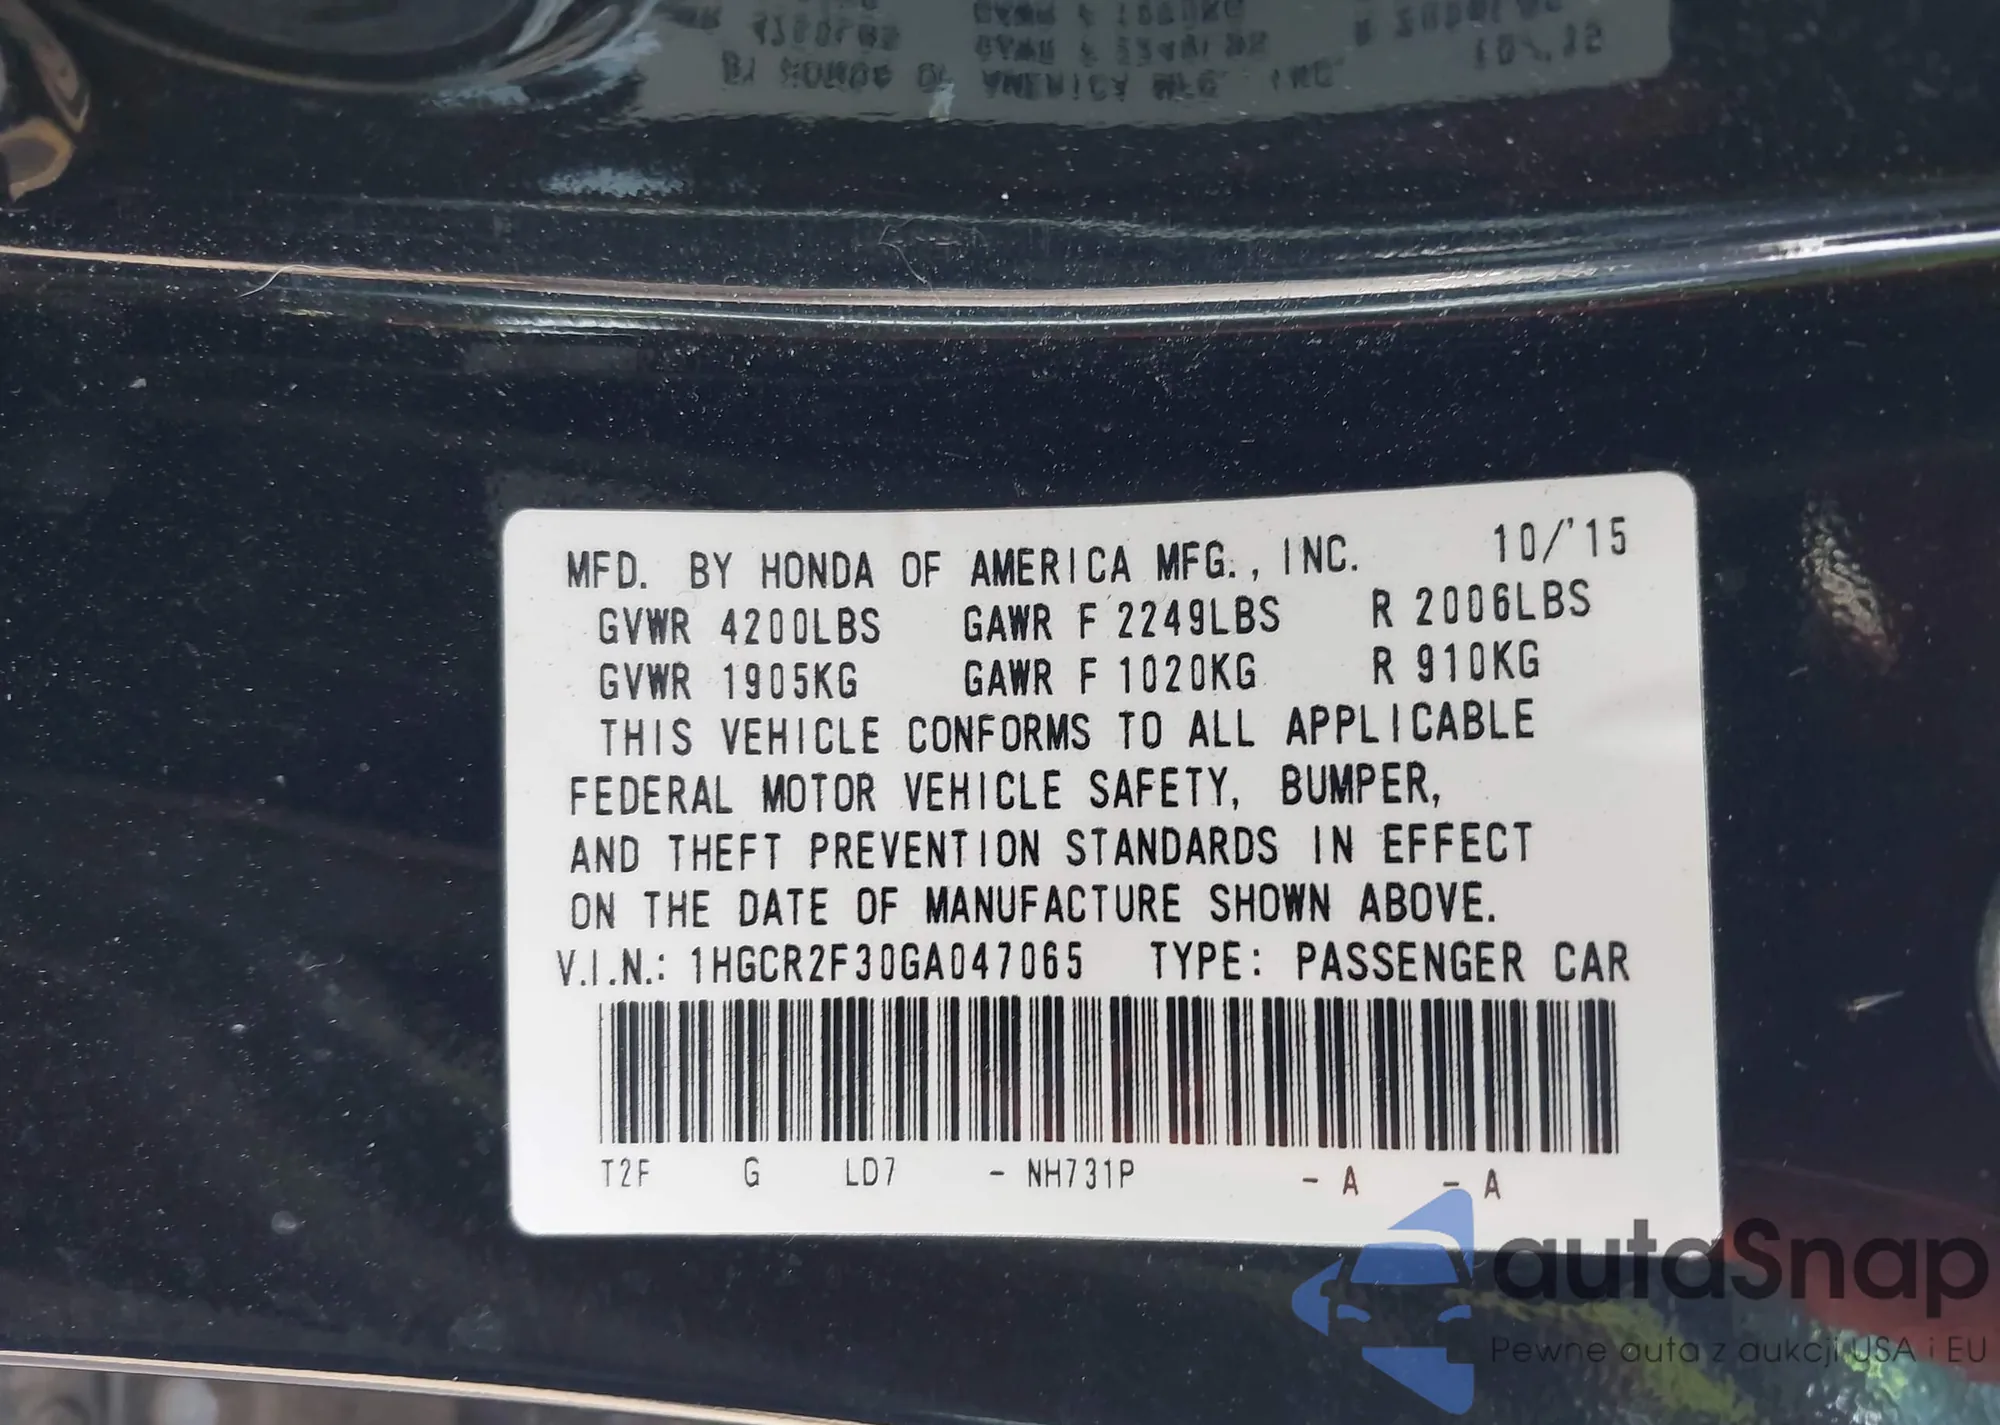 MFD. BY HONDA OF AMERICA MFG., INC. 10/'15
GVWR 4200LBS GAWR F 2249LBS R 2006LBS
GVWR 1905KG GAWR F 1020KG R 910KG
THIS VEHICLE CONFORMS TO ALL APPLICABLE
FEDERAL MOTOR VEHICLE SAFETY, BUMPER,
AND THEFT PREVENTION STANDARDS IN EFFECT
ON THE DATE OF MANUFACTURE SHOWN ABOVE.
V.I.N.: 1HGCR2F30GA047065 TYPE: PASSENGER CAR
T2F G LD7 - NH731P - A - A
autaSnap
Pewne auta z aukcji USA i EU